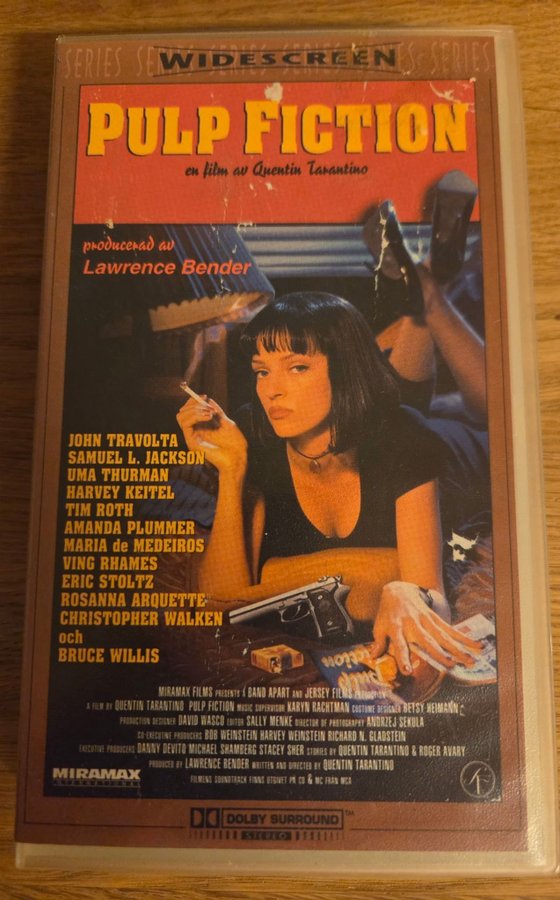 SERIES SERIES SERIES SERIES SERIES SERIES
WIDESCREEN
PULP FICTION
en film av Quentin Tarantino
producerad av
Lawrence Bender
JOHN TRAVOLTA
SAMUEL L. JACKSON
UMA THURMAN
HARVEY KEITEL
TIM ROTH
AMANDA PLUMMER
MARIA de MEDEIROS
VING RHAMES
ERIC STOLTZ
ROSANNA ARQUETTE
CHRISTOPHER WALKEN
och
BRUCE WILLIS
Pulp
Fiction
MIRAMAX FILMS PRESENTS A BAND APART AND JERSEY FILMS PRODUCTION
A FILM BY QUENTIN TARANTINO PULP FICTION MUSIC SUPERVISOR KARYN RACHTMAN COSTUME DESIGNER BETSY HEIMANN
PRODUCTION DESIGNER DAVID WASCO EDITOR SALLY MENKE DIRECTOR OF PHOTOGRAPHY ANDRZEJ SEKULA
CO-EXECUTIVE PRODUCERS BOB WEINSTEIN HARVEY WEINSTEIN RICHARD N. GLADSTEIN
EXECUTIVE PRODUCERS DANNY DEVITO MICHAEL SHAMBERG STACEY SHER STORIES BY QUENTIN TARANTINO & ROGER AVARY
PRODUCED BY LAWRENCE BENDER WRITTEN AND DIRECTED BY QUENTIN TARANTINO
FILMENS SOUNDTRACK FINNS UTGIVET PÅ CD & MC FRÅN MCA
MIRAMAX
INTERNATIONAL
DOLBY SURROUND™
STEREO